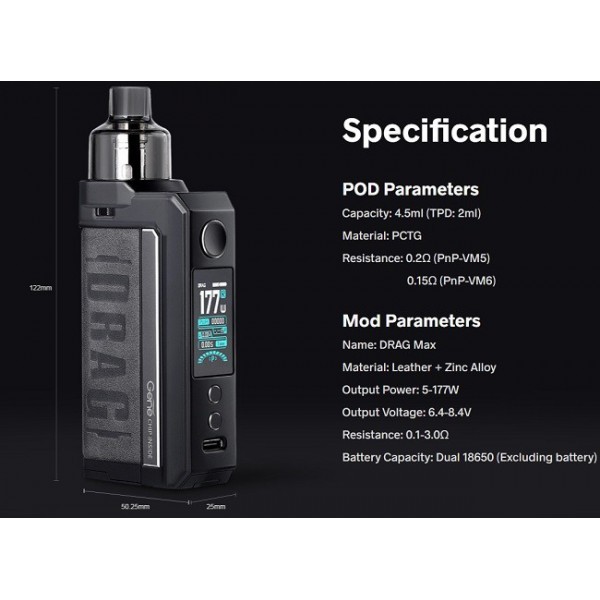 Specification
POD Parameters
Capacity: 4.5ml (TPD: 2ml)
Material: PCTG
Resistance: 0.2Ω (PnP-VM5)
0.15Ω (PnP-VM6)
Mod Parameters
Name: DRAG Max
Material: Leather + Zinc Alloy
Output Power: 5-177W
Output Voltage: 6.4-8.4V
Resistance: 0.1-3.0Ω
Battery Capacity: Dual 18650 (Excluding battery)
122mm
50.25mm
25mm
DRAG
Gene CHIP INSIDE
177
W